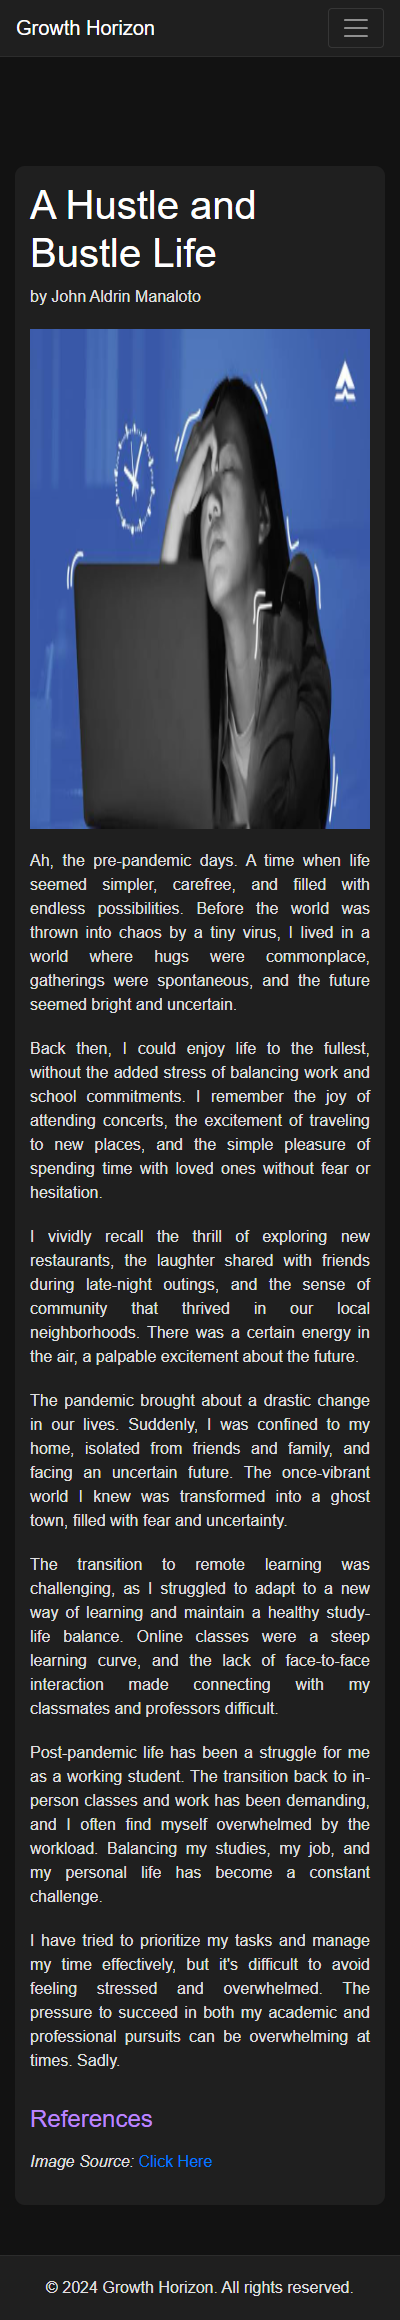 Growth Horizon
A Hustle and
Bustle Life
by John Aldrin Manaloto
Ah, the pre-pandemic days. A time when life
seemed simpler, carefree, and filled with
endless possibilities. Before the world was
thrown into chaos by a tiny virus, I lived in a
world where hugs were commonplace,
gatherings were spontaneous, and the future
seemed bright and uncertain.
Back then, I could enjoy life to the fullest,
without the added stress of balancing work and
school commitments. I remember the joy of
attending concerts, the excitement of traveling
to new places, and the simple pleasure of
spending time with loved ones without fear or
hesitation.
I vividly recall the thrill of exploring new
restaurants, the laughter shared with friends
during late-night outings, and the sense of
community that thrived in our local
neighborhoods. There was a certain energy in
the air, a palpable excitement about the future.
The pandemic brought about a drastic change
in our lives. Suddenly, I was confined to my
home, isolated from friends and family, and
facing an uncertain future. The once-vibrant
world I knew was transformed into a ghost
town, filled with fear and uncertainty.
The transition to remote learning was
challenging, as I struggled to adapt to a new
way of learning and maintain a healthy study-
life balance. Online classes were a steep
learning curve, and the lack of face-to-face
interaction made connecting with my
classmates and professors difficult.
Post-pandemic life has been a struggle for me
as a working student. The transition back to in-
person classes and work has been demanding,
and I often find myself overwhelmed by the
workload. Balancing my studies, my job, and
my personal life has become a constant
challenge.
I have tried to prioritize my tasks and manage
my time effectively, but it's difficult to avoid
feeling stressed and overwhelmed. The
pressure to succeed in both my academic and
professional pursuits can be overwhelming at
times. Sadly.
References
Image Source: Click Here
© 2024 Growth Horizon. All rights reserved.